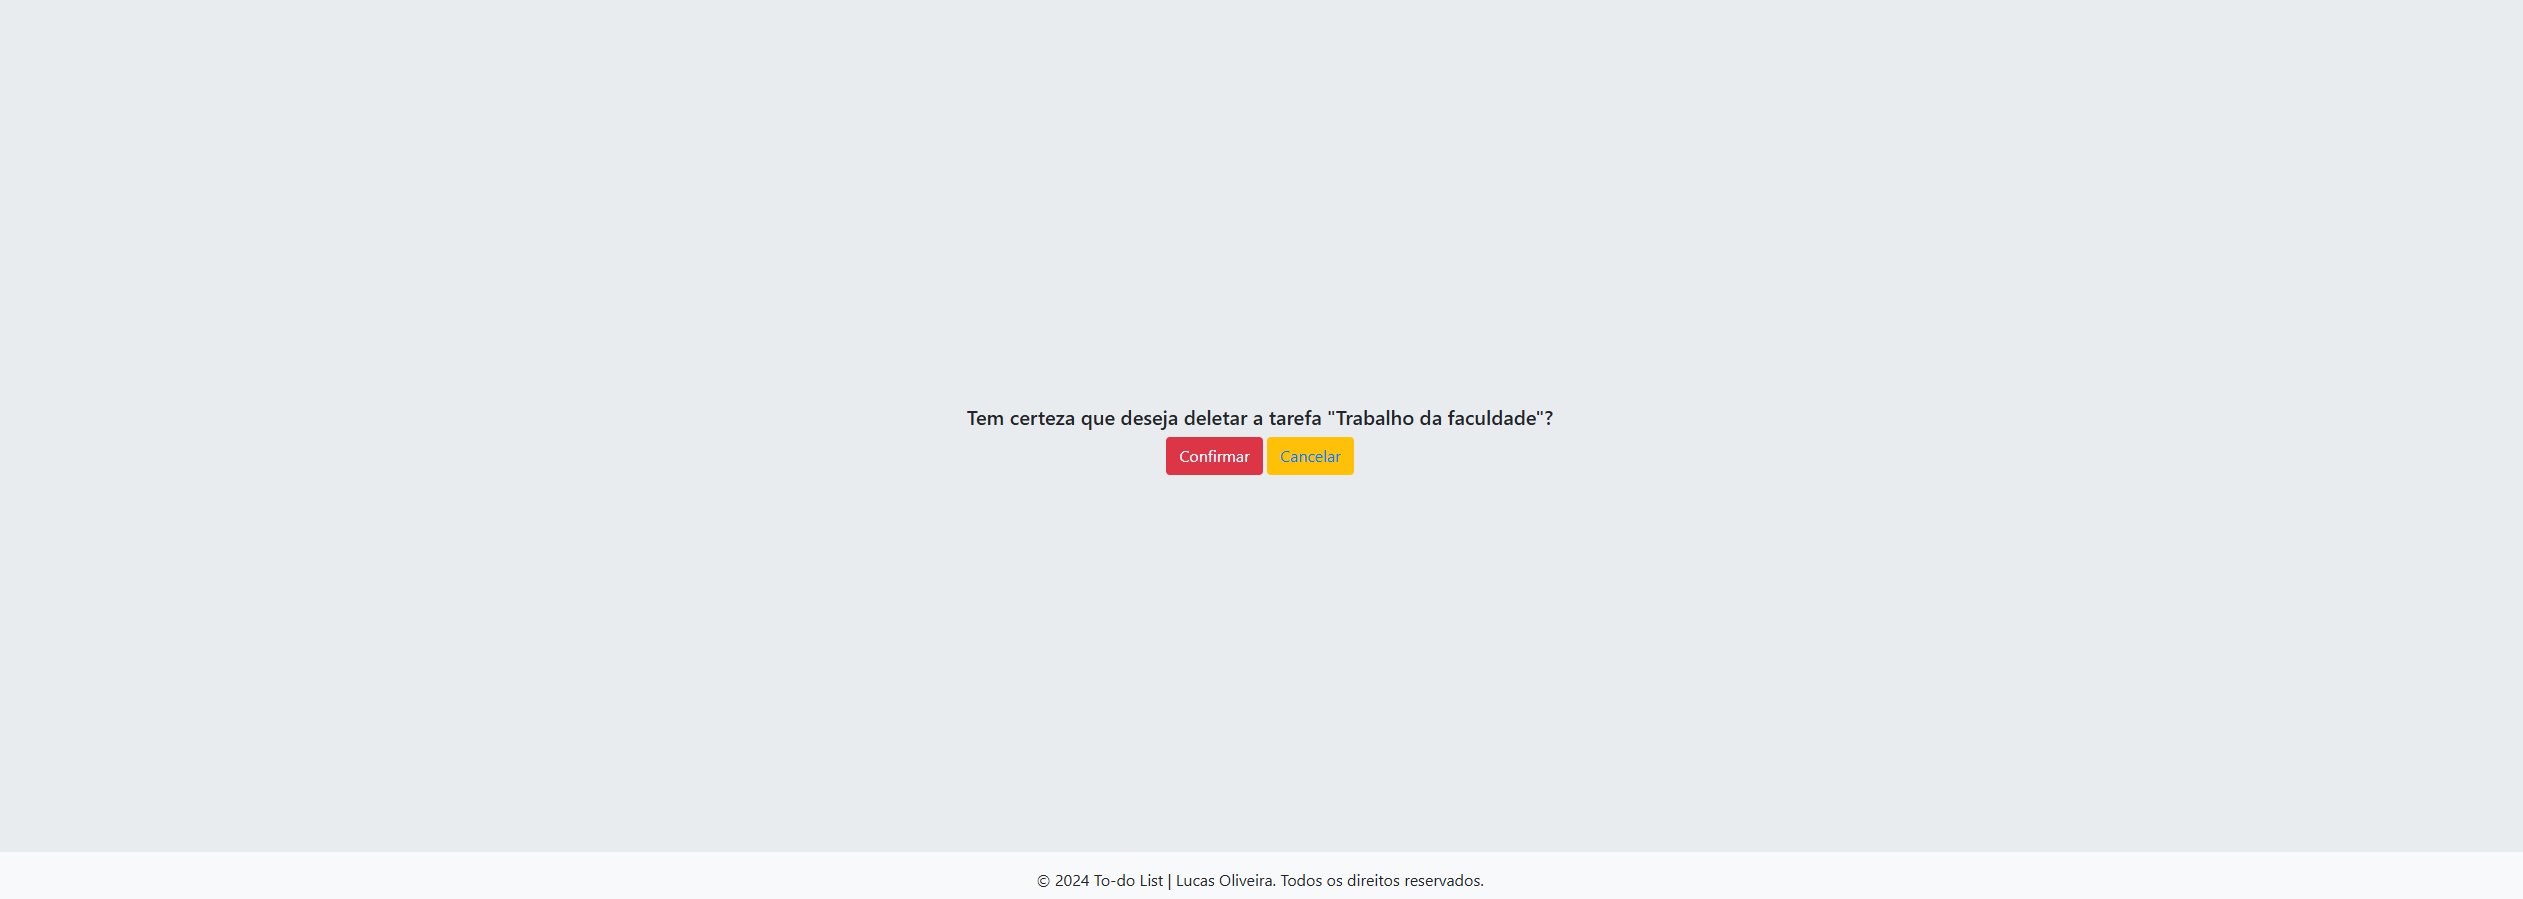 Tem certeza que deseja deletar a tarefa "Trabalho da faculdade"?
Confirmar Cancelar
© 2024 To-do List | Lucas Oliveira. Todos os direitos reservados.